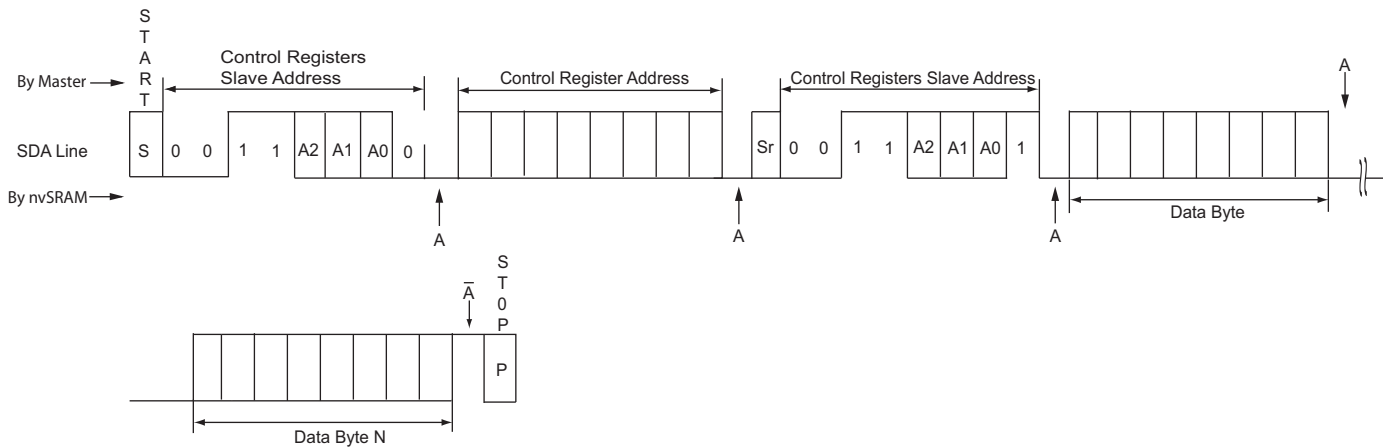 START
Control Registers
Slave Address
By Master
Control Register Address
Control Registers Slave Address
A
SDA Line
S 0 0 1 1 A2 A1 A0 0
Sr 0 0 1 1 A2 A1 A0 1
By nvSRAM
A
A
A
Data Byte
ST0P
Ā
P
Data Byte N